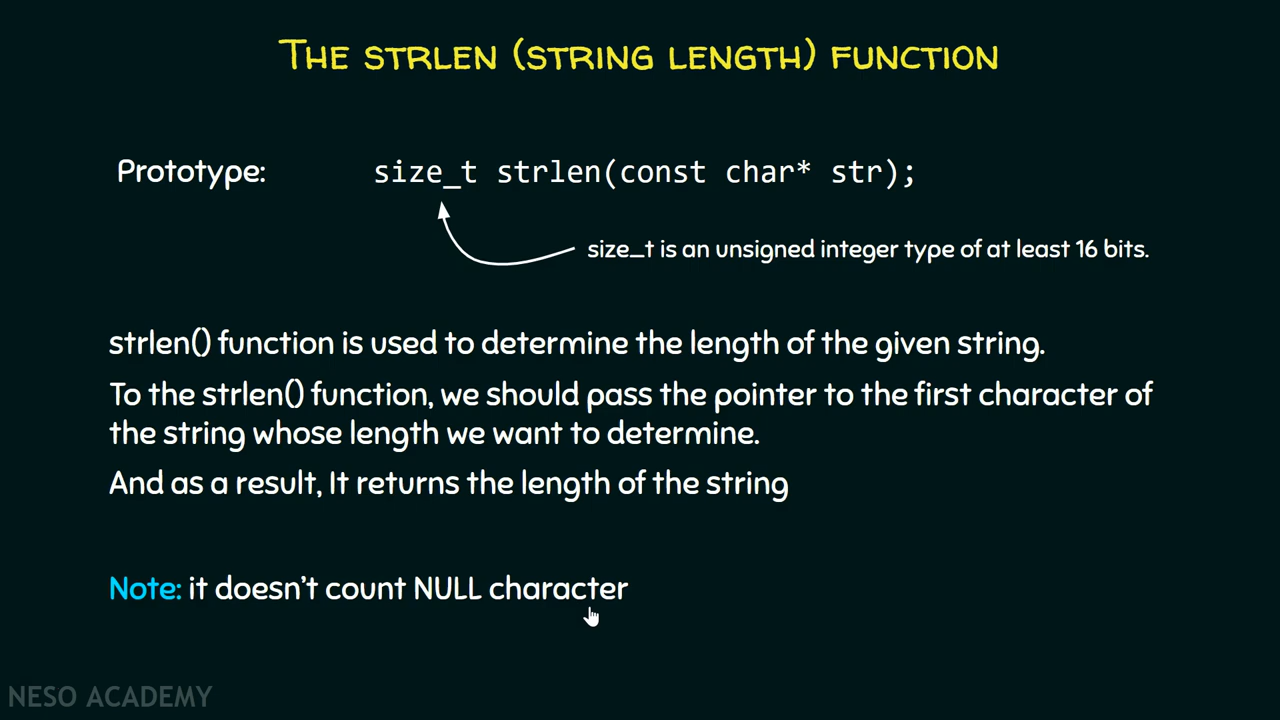 THE STRLEN (STRING LENGTH) FUNCTION
Prototype: size_t strlen(const char* str);
size_t is an unsigned integer type of at least 16 bits.
strlen() function is used to determine the length of the given string.
To the strlen() function, we should pass the pointer to the first character of
the string whose length we want to determine.
And as a result, It returns the length of the string
Note: it doesn't count NULL character
NESO ACADEMY